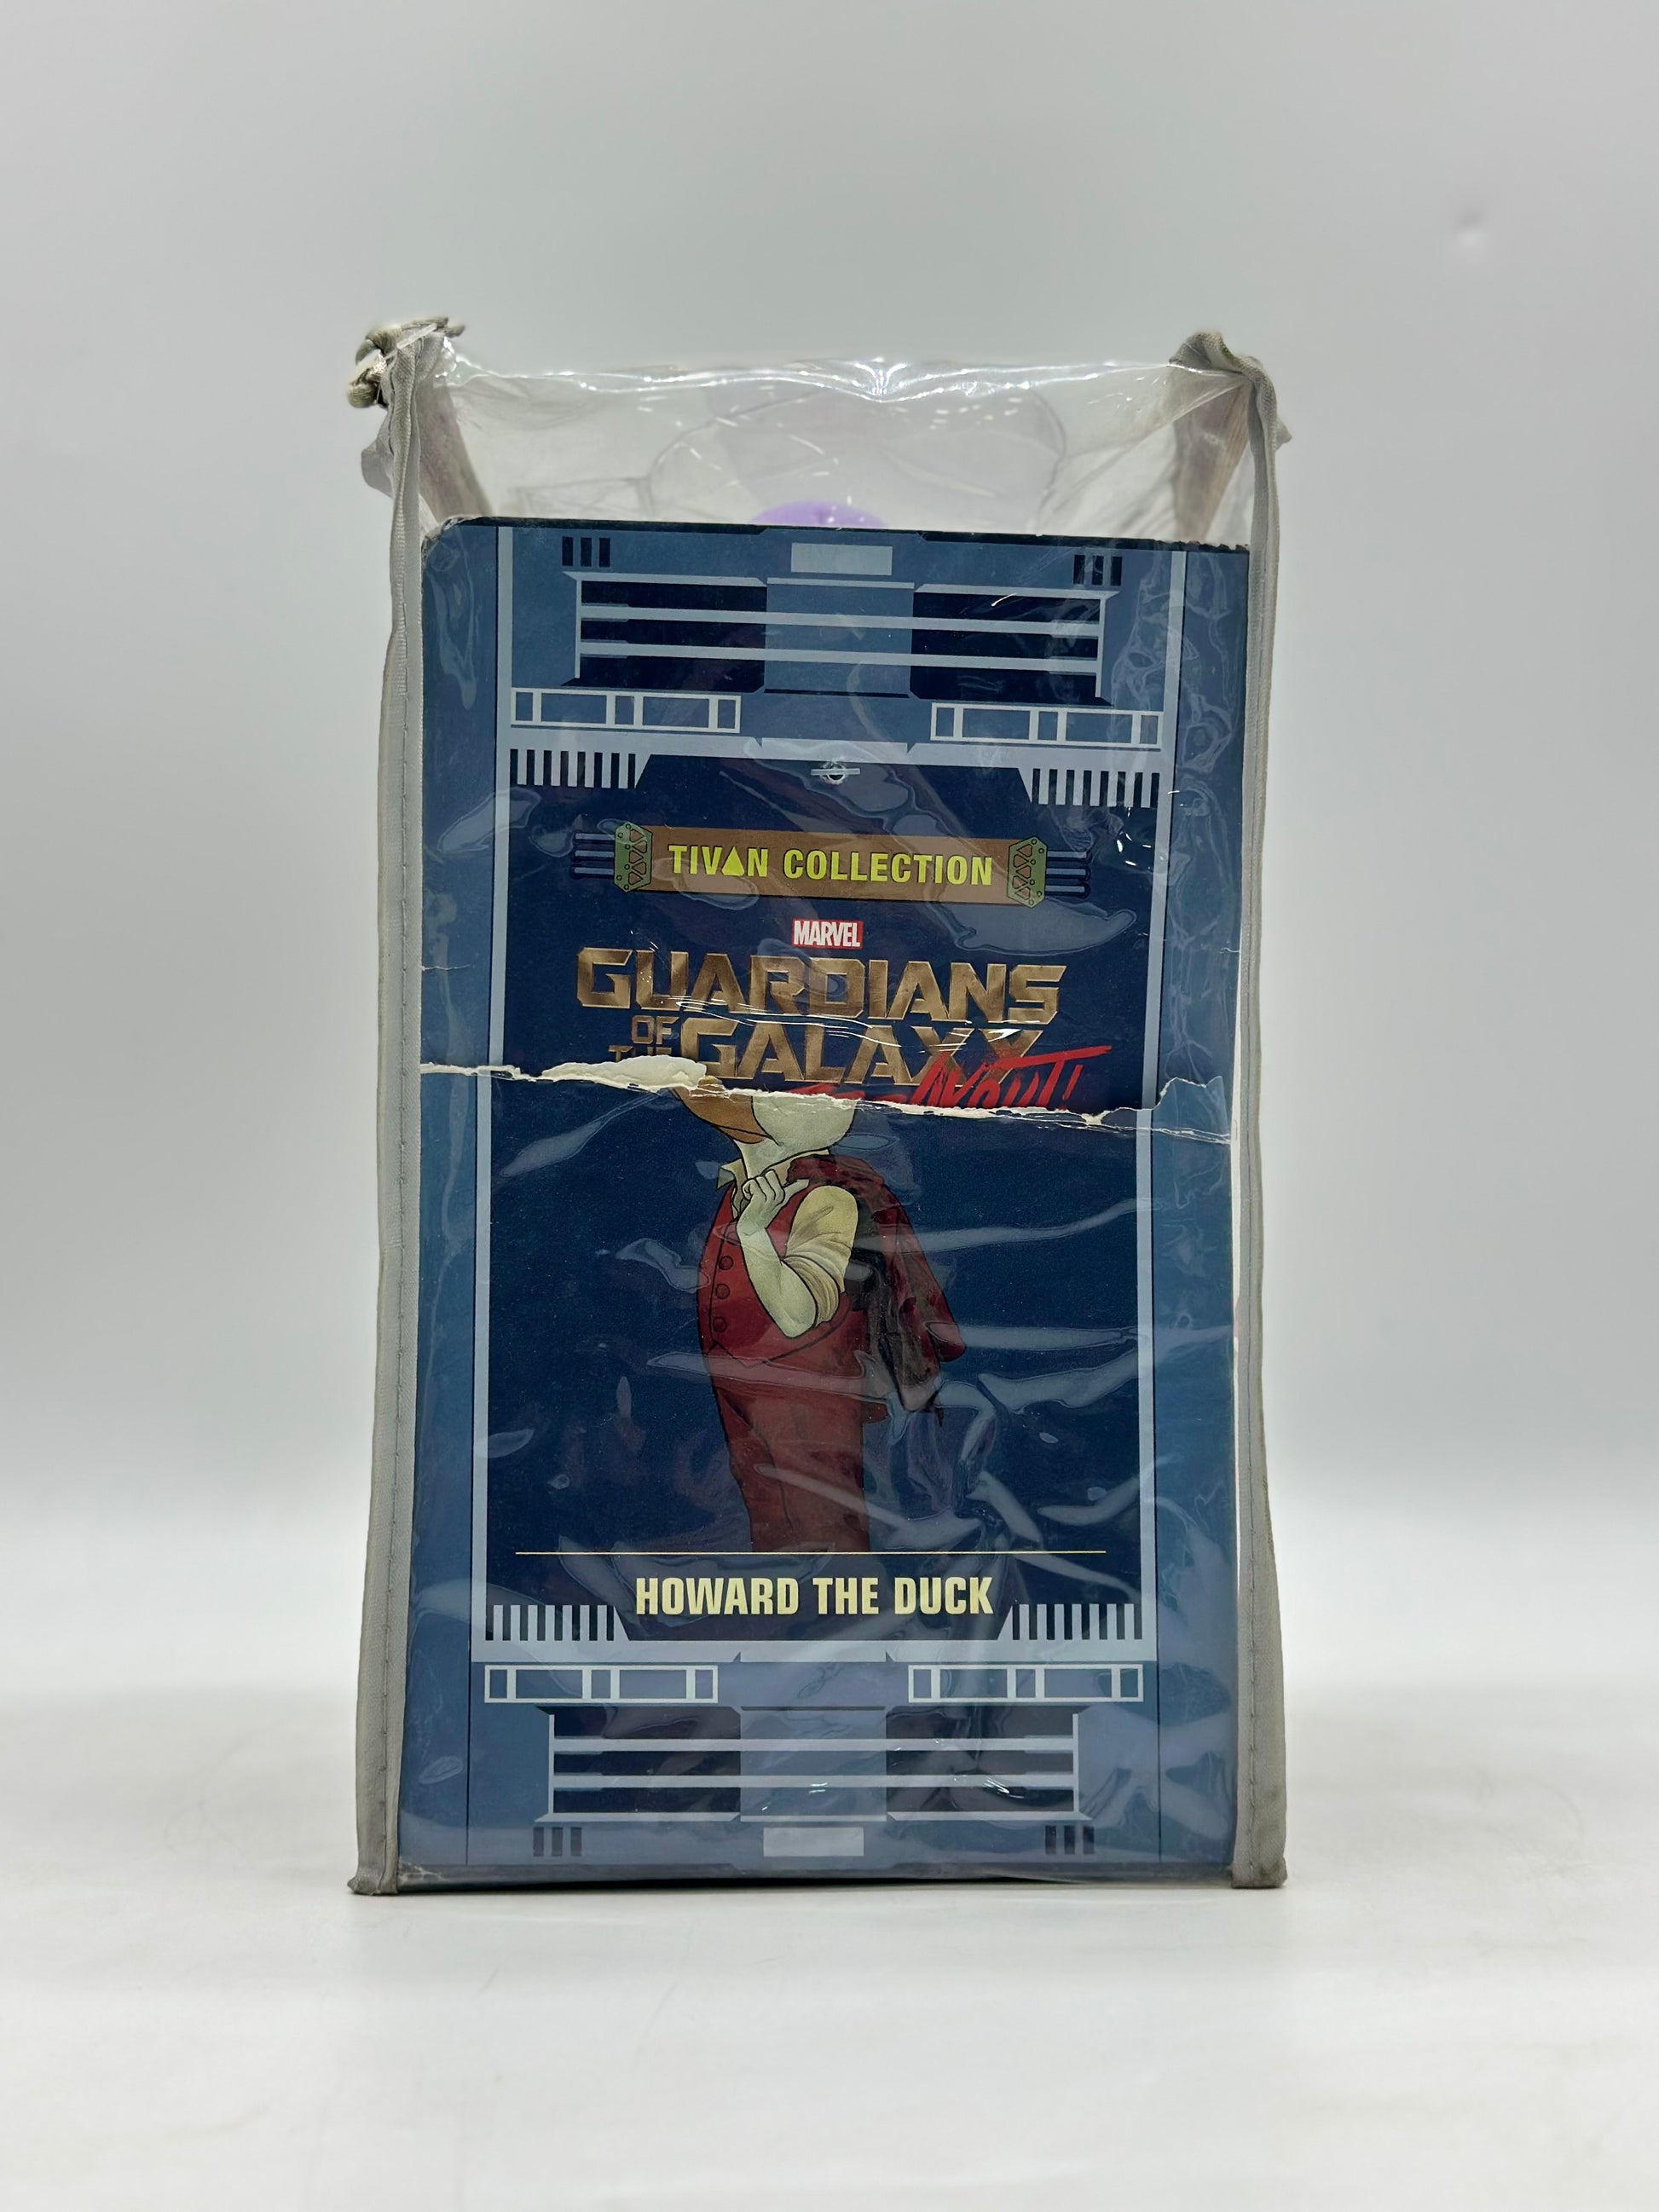 TIVAN COLLECTION
MARVEL
GUARDIANS
OF
THE GALAXY
HOWARD THE DUCK